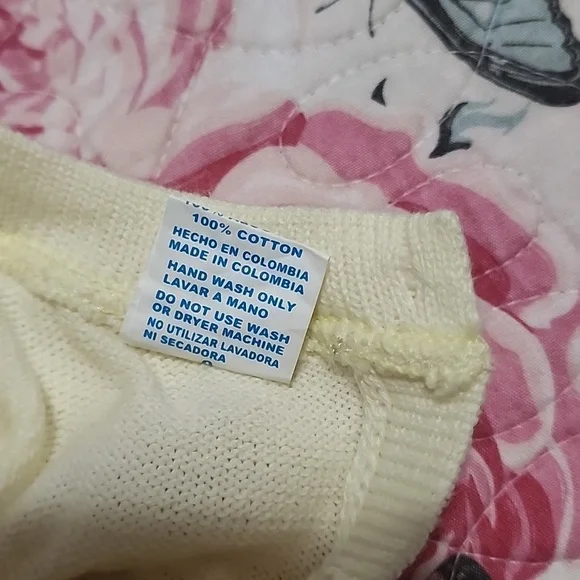 100% COTTON
HECHO EN COLOMBIA
MADE IN COLOMBIA
HAND WASH ONLY
LAVAR A MANO
DO NOT USE WASH
OR DRYER MACHINE
NO UTILIZAR LAVADORA
NI SECADORA